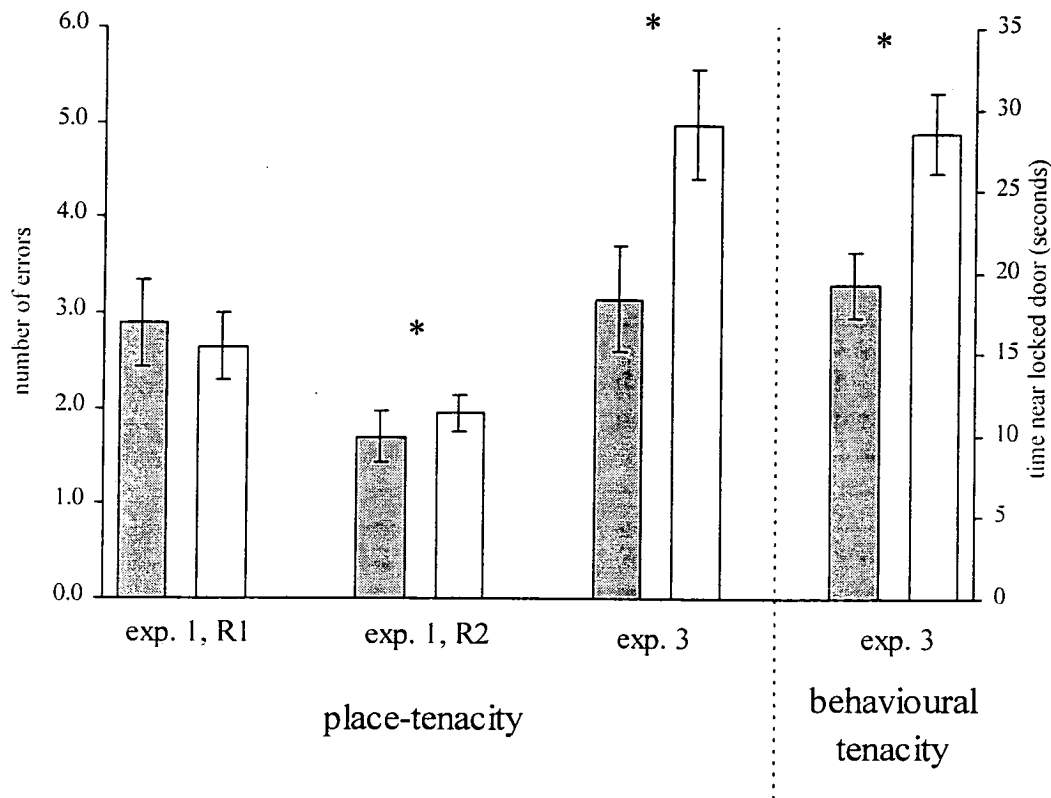 number of errors
6.0
5.0
4.0
3.0
2.0
1.0
0.0
*
*
*
35
30
25
20
15
10
5
0
time near locked door (seconds)
exp. 1, R1
exp. 1, R2
exp. 3
exp. 3
place-tenacity
behavioural
tenacity